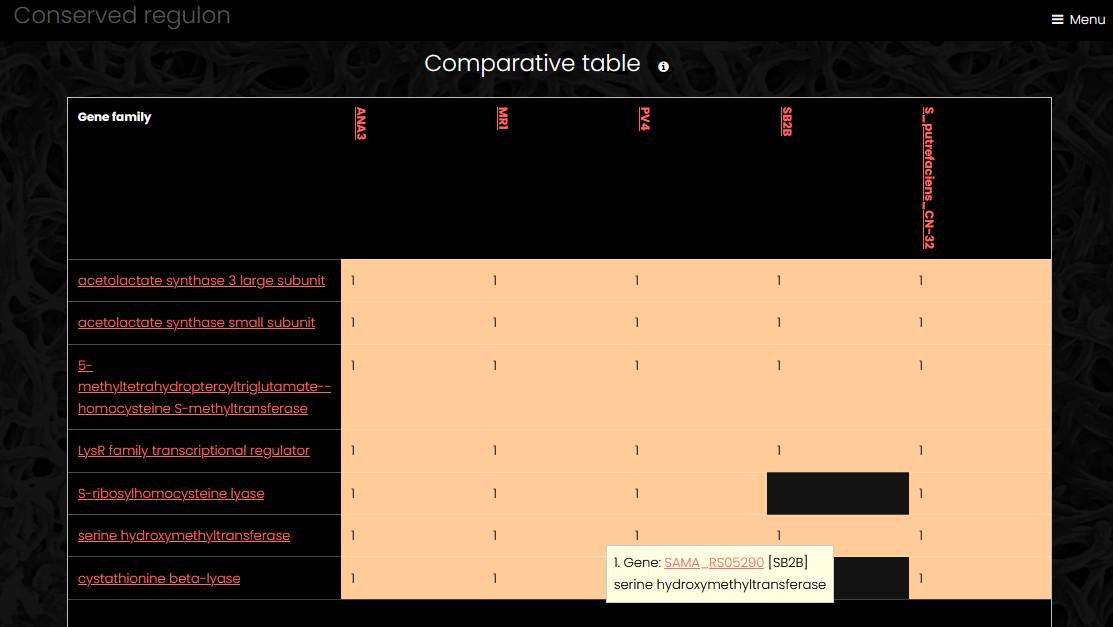 Conserved regulon
Menu
Comparative table
Gene family ANA3 MR1 PV4 SB2B S_putrefaciens_CN-32
acetolactate synthase 3 large subunit 1 1 1 1 1
acetolactate synthase small subunit 1 1 1 1 1
5- 1 1 1 1 1
methyltetrahydropteroyltriglutamate--
homocysteine S-methyltransferase
LysR family transcriptional regulator 1 1 1 1 1
S-ribosylhomocysteine lyase 1 1 1 1
serine hydroxymethyltransferase 1 1 1 1 1
1. Gene: SAMA_RS05290 [SB2B]
serine hydroxymethyltransferase
cystathionine beta-lyase 1 1 1